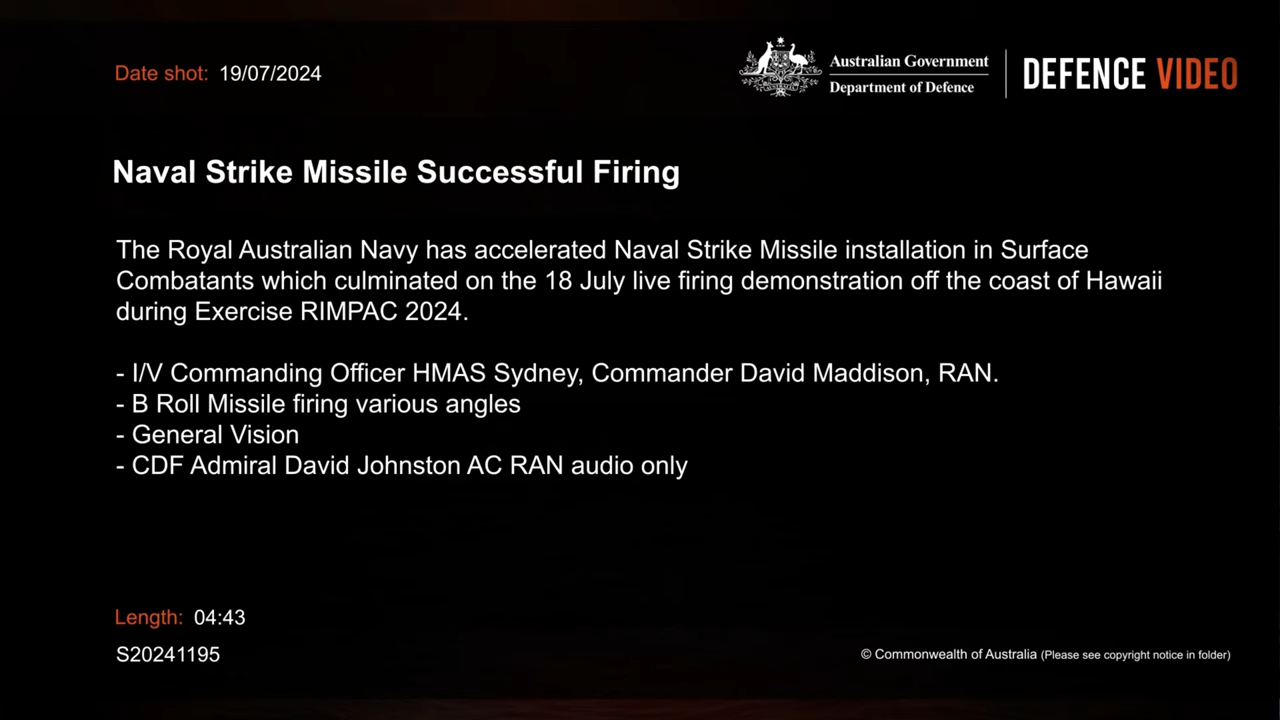 Date shot: 19/07/2024
Australian Government
Department of Defence
DEFENCE VIDEO
Naval Strike Missile Successful Firing
The Royal Australian Navy has accelerated Naval Strike Missile installation in Surface
Combatants which culminated on the 18 July live firing demonstration off the coast of Hawaii
during Exercise RIMPAC 2024.
- I/V Commanding Officer HMAS Sydney, Commander David Maddison, RAN.
- B Roll Missile firing various angles
- General Vision
- CDF Admiral David Johnston AC RAN audio only
Length: 04:43
S20241195
© Commonwealth of Australia (Please see copyright notice in folder)